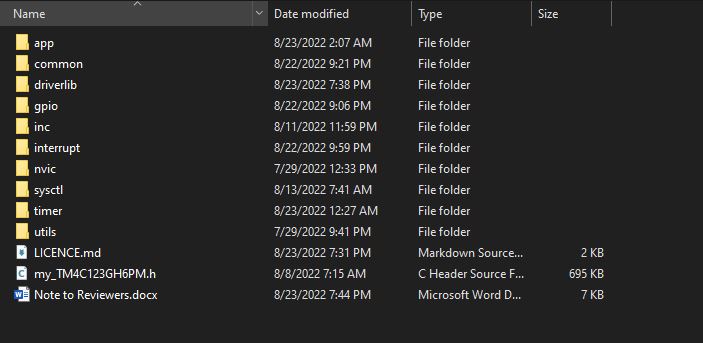 Name Date modified Type Size
app 8/23/2022 2:07 AM File folder
common 8/22/2022 9:21 PM File folder
driverlib 8/23/2022 7:38 PM File folder
gpio 8/22/2022 9:06 PM File folder
inc 8/11/2022 11:59 PM File folder
interrupt 8/22/2022 9:59 PM File folder
nvic 7/29/2022 12:33 PM File folder
sysctl 8/13/2022 7:41 AM File folder
timer 8/23/2022 12:27 AM File folder
utils 7/29/2022 9:41 PM File folder
LICENCE.md 8/23/2022 7:31 PM Markdown Source... 2 KB
my_TM4C123GH6PM.h 8/8/2022 7:15 AM C Header Source F... 695 KB
Note to Reviewers.docx 8/23/2022 7:44 PM Microsoft Word D... 7 KB